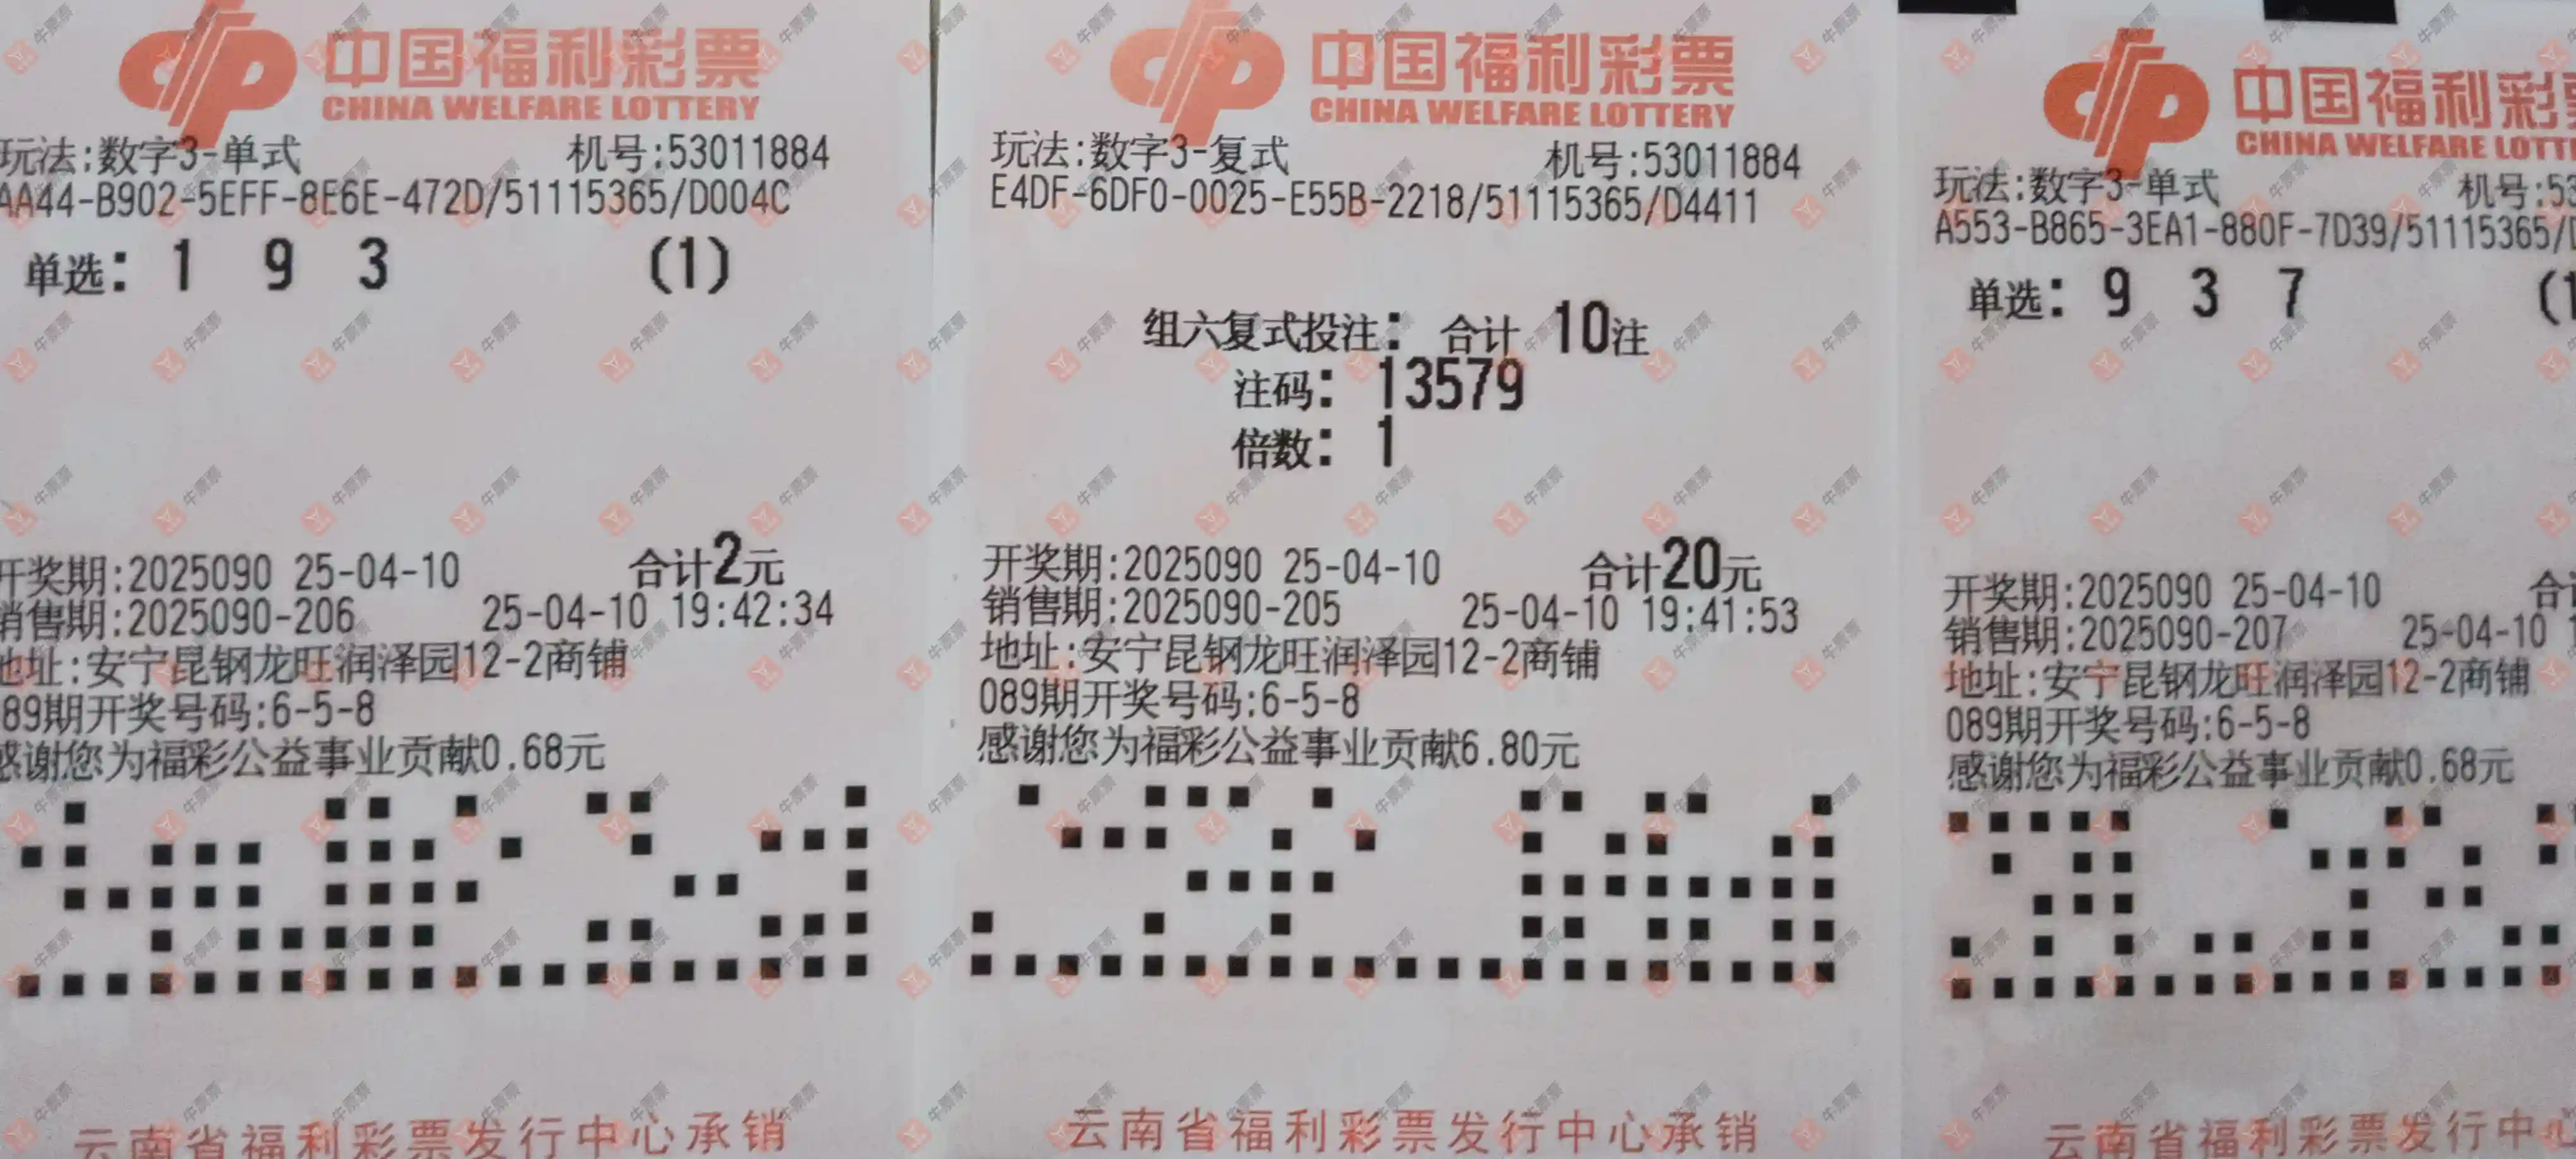 中国福利彩票
CHINA WELFARE LOTTERY
玩法:数字3-单式 机号:53011884
AA44-B902-5EFF-8E6E-472D/51115365/D004C
单选: 1 9 3 (1)
开奖期:2025090 25-04-10 合计2元
销售期:2025090-206 25-04-10 19:42:34
地址:安宁昆钢龙旺润泽园12-2商铺
89期开奖号码:6-5-8
感谢您为福彩公益事业贡献0.68元
云南省福利彩票发行中心承销
中国福利彩票
CHINA WELFARE LOTTERY
玩法:数字3-复式 机号:53011884
E4DF-6DF0-0025-E55B-2218/51115365/D4411
组六复式投注: 合计 10注
注码: 13579
倍数: 1
开奖期:2025090 25-04-10 合计20元
销售期:2025090-205 25-04-10 19:41:53
地址:安宁昆钢龙旺润泽园12-2商铺
089期开奖号码:6-5-8
感谢您为福彩公益事业贡献6.80元
云南省福利彩票发行中心承销
中国福利彩
CHINA WELFARE LOTT
玩法:数字3-单式 机号:53
A553-B865-3EA1-880F-7D39/51115365/
单选: 9 3 7 (1
开奖期:2025090 25-04-10 合计
销售期:2025090-207 25-04-10
地址:安宁昆钢龙旺润泽园12-2商铺
089期开奖号码:6-5-8
感谢您为福彩公益事业贡献0.68元
云南省福利彩票发行中
牛票票